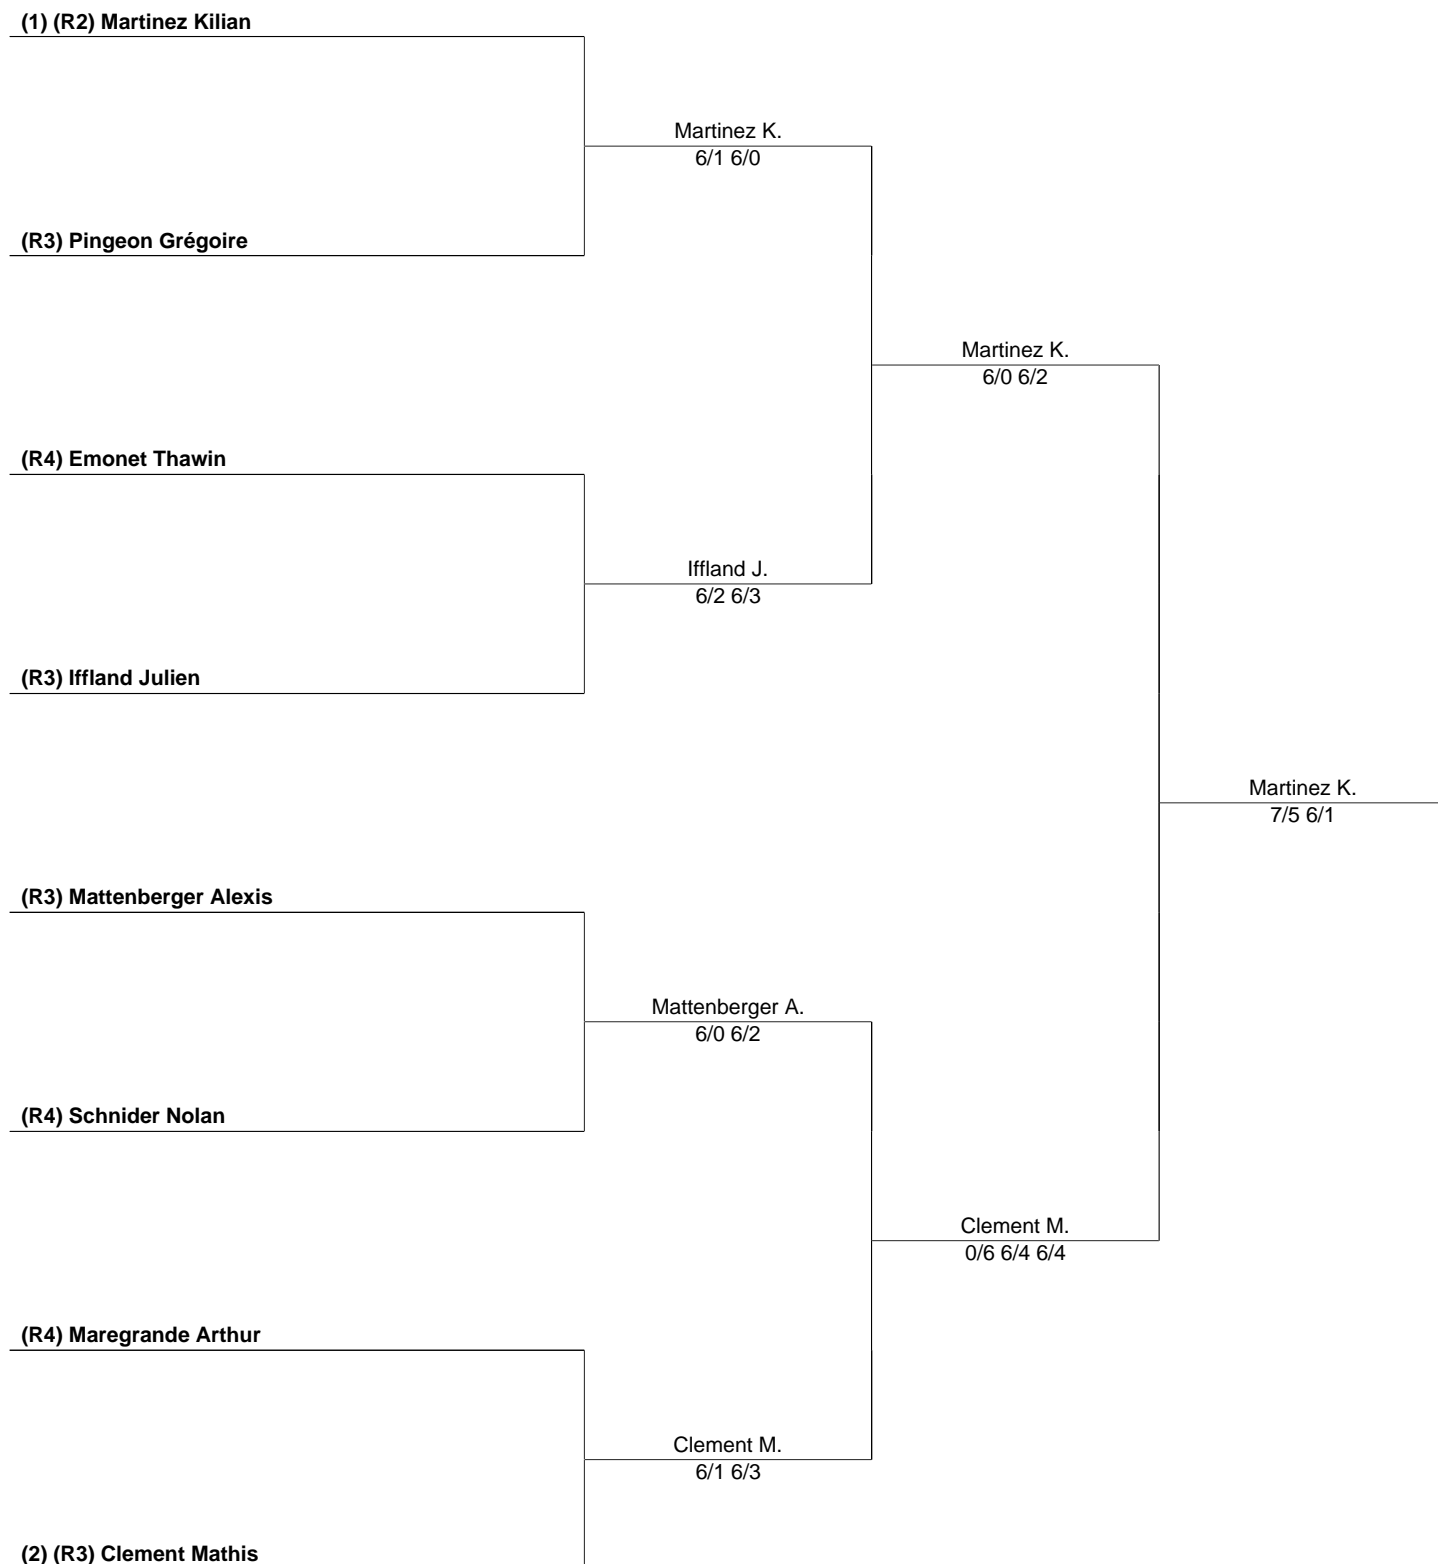 (1) (R2) Martinez Kilian
Martinez K.
6/1 6/0
(R3) Pingeon Grégoire
Martinez K.
6/0 6/2
(R4) Emonet Thawin
Iffland J.
6/2 6/3
(R3) Iffland Julien
Martinez K.
7/5 6/1
(R3) Mattenberger Alexis
Mattenberger A.
6/0 6/2
(R4) Schnider Nolan
Clement M.
0/6 6/4 6/4
(R4) Maregrande Arthur
Clement M.
6/1 6/3
(2) (R3) Clement Mathis